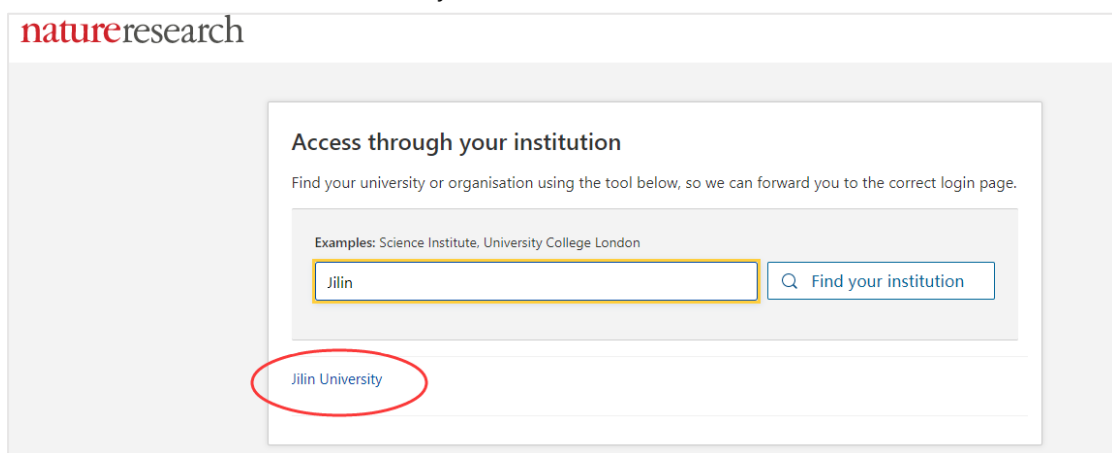 natureresearch
Access through your institution
Find your university or organisation using the tool below, so we can forward you to the correct login page.
Examples: Science Institute, University College London
Jilin
Find your institution
Jilin University